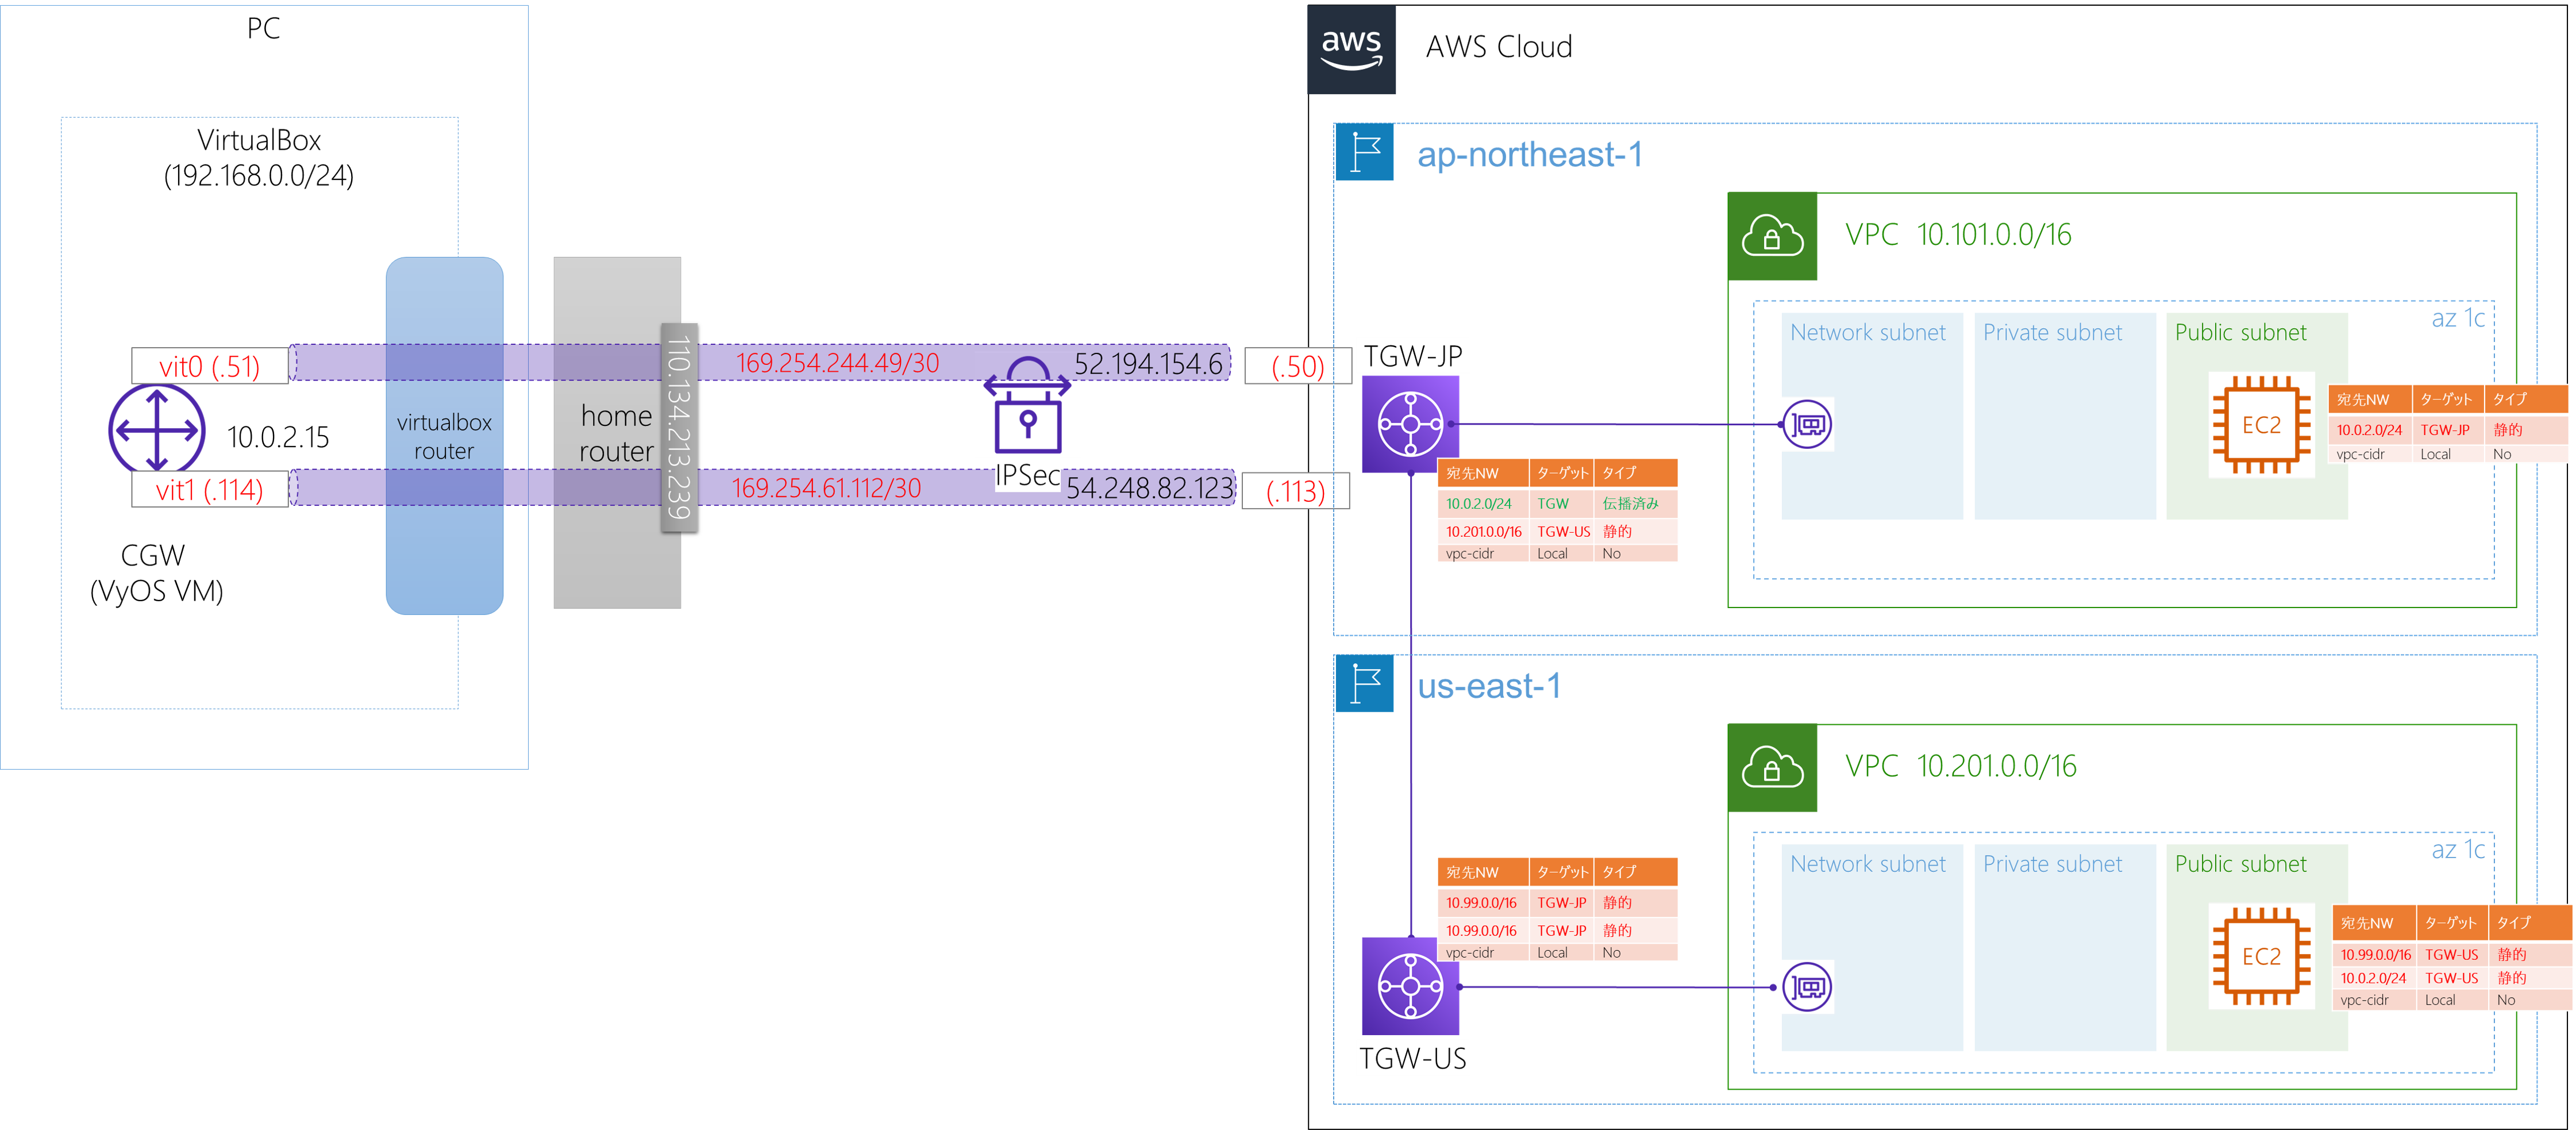 PC
VirtualBox
(192.168.0.0/24)
vit0 (.51)
10.0.2.15
vit1 (.114)
CGW
(VyOS VM)
virtualbox
router
home
router
110.134.213.239
169.254.244.49/30
52.194.154.6
(.50)
IPSec
169.254.61.112/30
54.248.82.123
(.113)
aws
AWS Cloud
ap-northeast-1
TGW-JP
宛先NW ターゲット タイプ
10.0.2.0/24 TGW 伝播済み
10.201.0.0/16 TGW-US 静的
vpc-cidr Local No
VPC 10.101.0.0/16
az 1c
Network subnet
Private subnet
Public subnet
EC2
宛先NW ターゲット タイプ
10.0.2.0/24 TGW-JP 静的
vpc-cidr Local No
us-east-1
宛先NW ターゲット タイプ
10.99.0.0/16 TGW-JP 静的
10.99.0.0/16 TGW-JP 静的
vpc-cidr Local No
TGW-US
VPC 10.201.0.0/16
az 1c
Network subnet
Private subnet
Public subnet
EC2
宛先NW ターゲット タイプ
10.99.0.0/16 TGW-US 静的
10.0.2.0/24 TGW-US 静的
vpc-cidr Local No